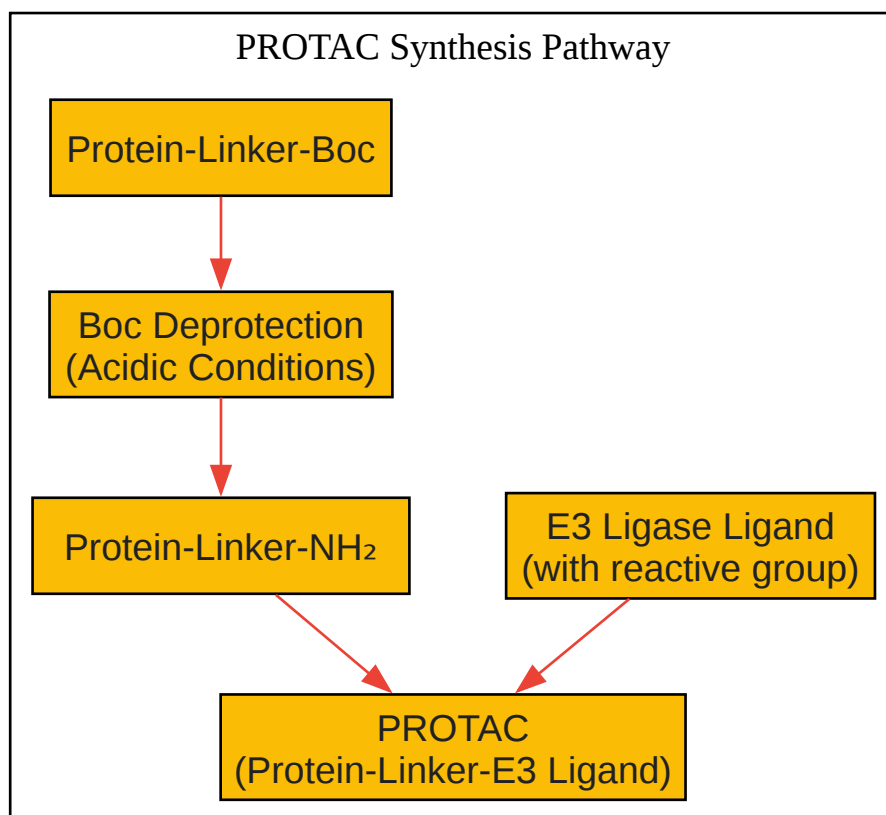 PROTAC Synthesis Pathway
Protein-Linker-Boc
Boc Deprotection
(Acidic Conditions)
Protein-Linker-NH₂
E3 Ligase Ligand
(with reactive group)
PROTAC
(Protein-Linker-E3 Ligand)